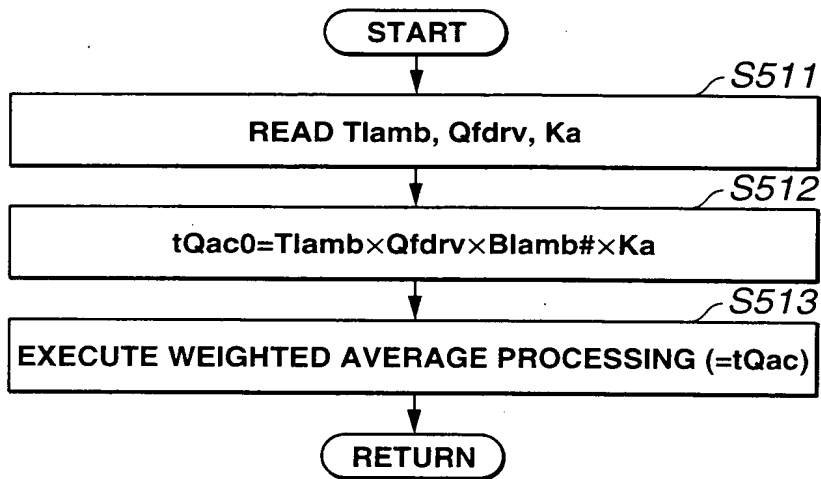 START
S511
READ Tlamb, Qfdrv, Ka
S512
tQac0=Tlamb×Qfdrv×Blamb#×Ka
S513
EXECUTE WEIGHTED AVERAGE PROCESSING (=tQac)
RETURN